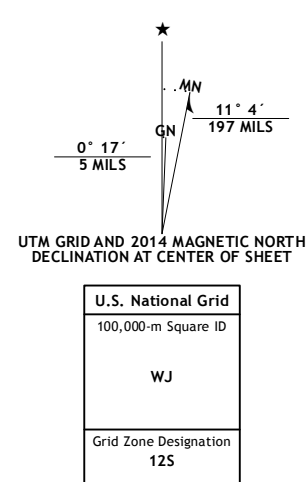 ★
MN
GN
11° 4´
197 MILS
0° 17´
5 MILS
UTM GRID AND 2014 MAGNETIC NORTH
DECLINATION AT CENTER OF SHEET
U.S. National Grid
100,000-m Square ID
WJ
Grid Zone Designation
12S